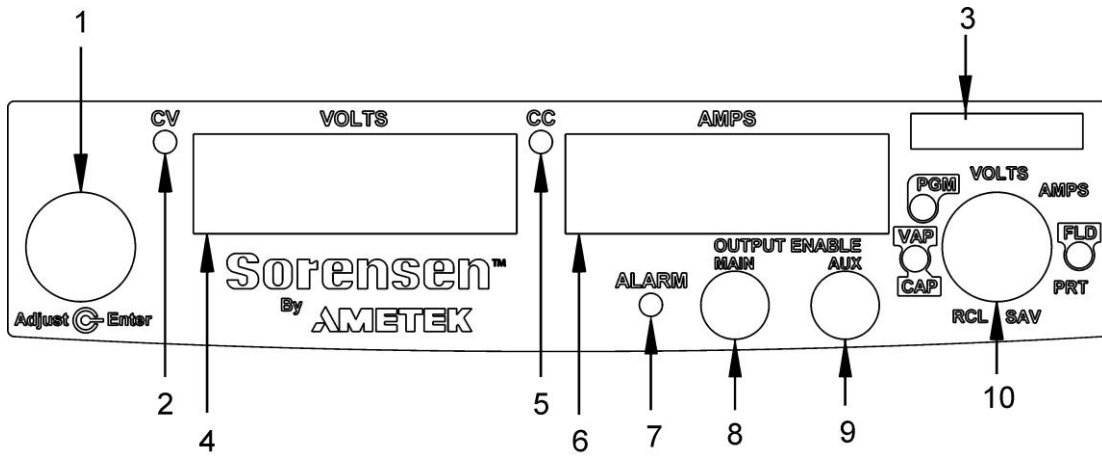 1
3
CV
VOLTS
CC
AMPS
VOLTS
AMPS
PGM
VAP
CAP
FLD
PRT
RCL
SAV
OUTPUT ENABLE
MAIN
AUX
Sorensen™
By
AMETEK
ALARM
Adjust
Enter
2
4
5
6
7
8
9
10